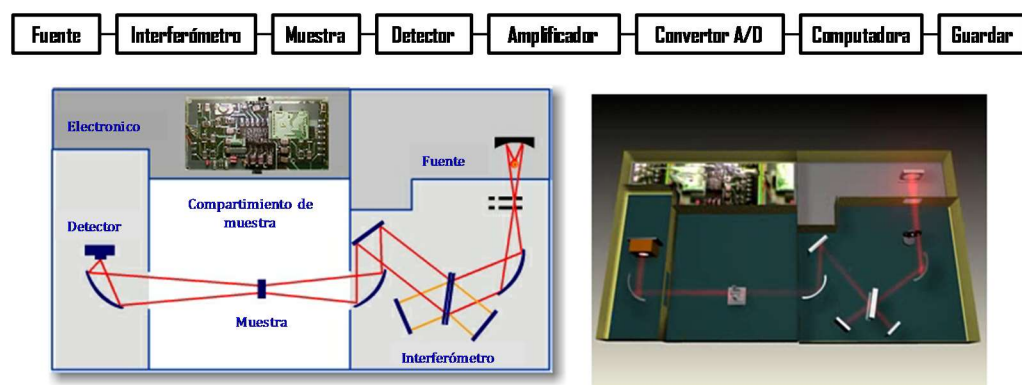 Fuente
Interferómetro
Muestra
Detector
Amplificador
Convertor A/D
Computadora
Guardar
Electronico
Fuente
Compartimiento de
muestra
Detector
Muestra
Interferómetro